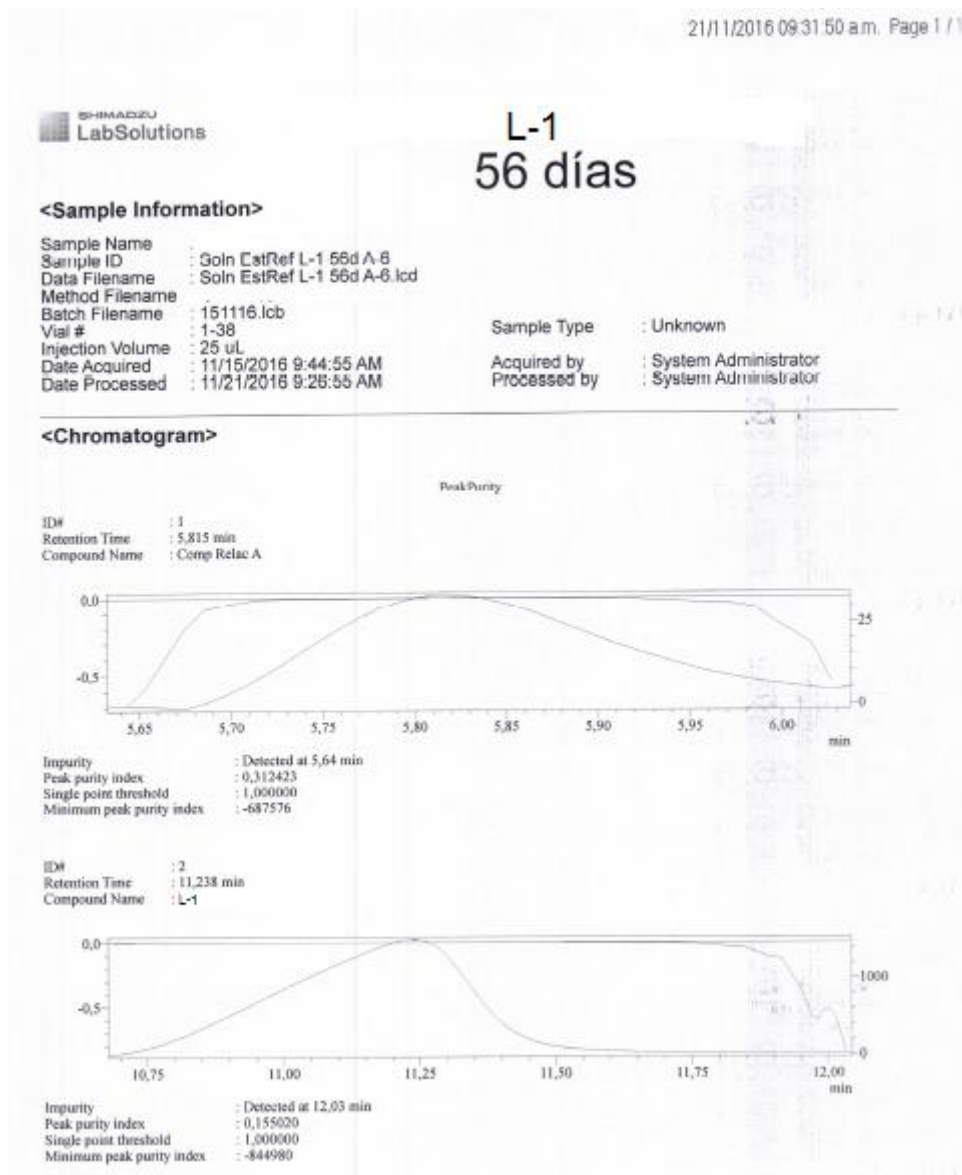 21/11/2016 09:31:50 a.m. Page 1 / 1
SHIMADZU
LabSolutions
L-1
56 días
<Sample Information>
Sample Name :
Sample ID : Soln EstRef L-1 56d A-6
Data Filename : Soln EstRef L-1 56d A-6.lcd
Method Filename
Batch Filename : 151116.lcb
Vial # : 1-38 Sample Type : Unknown
Injection Volume : 25 uL
Date Acquired : 11/15/2016 9:44:55 AM Acquired by : System Administrator
Date Processed : 11/21/2016 9:26:55 AM Processed by : System Administrator
<Chromatogram>
Peak Purity
ID# : 1
Retention Time : 5,815 min
Compound Name : Comp Relac A
0,0
25
-0,5
0
5,65 5,70 5,75 5,80 5,85 5,90 5,95 6,00
min
Impurity : Detected at 5,64 min
Peak purity index : 0,312423
Single point threshold : 1,000000
Minimum peak purity index : -687576
ID# : 2
Retention Time : 11,238 min
Compound Name : L-1
0,0
1000
-0,5
0
10,75 11,00 11,25 11,50 11,75 12,00
min
Impurity : Detected at 12,03 min
Peak purity index : 0,155020
Single point threshold : 1,000000
Minimum peak purity index : -844980